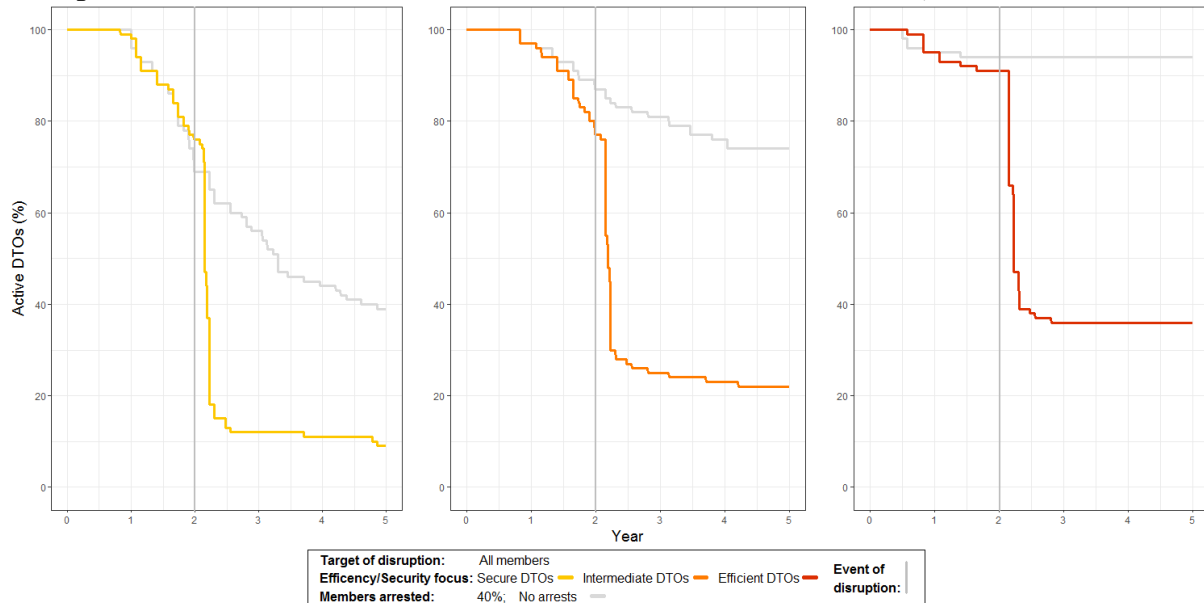 100
80
60
40
20
0
Active DTOs (%)
0 1 2 3 4 5
100
80
60
40
20
0
0 1 2 3 4 5
100
80
60
40
20
0
0 1 2 3 4 5
Year
Target of disruption: All members
Efficency/Security focus: Secure DTOs Intermediate DTOs Efficient DTOs
Members arrested: 40%; No arrests
Event of
disruption: